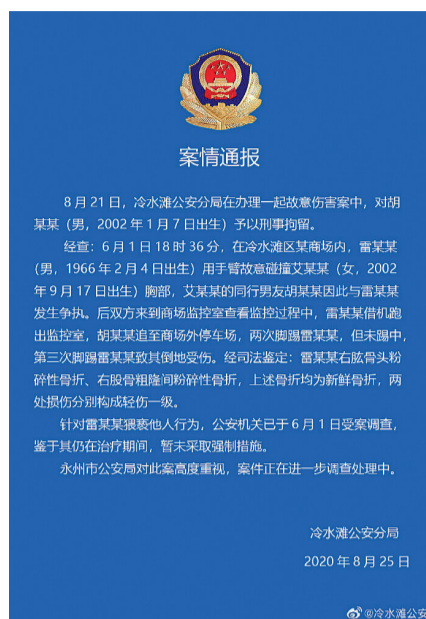 案情通报
8月21日，冷水滩公安分局在办理一起故意伤害案中，对胡
某某（男，2002年1月7日出生）予以刑事拘留。
经查：6月1日18时36分，在冷水滩区某商场内，雷某某
(男，1966年2月4日出生）用手臂故意碰撞艾某某（女，2002
年9月17日出生）胸部，艾某某的同行男友胡某某因此与雷某某
发生争执。后双方来到商场监控室查看监控过程中，雷某某借机跑
出监控室，胡某某追至商场外停车场，两次脚踢雷某某，但未踢中，
第三次脚踢雷某某致其倒地受伤。经司法鉴定：雷某某右肱骨头粉
碎性骨折、右股骨粗隆间粉碎性骨折，上述骨折均为新鲜骨折，两
处损伤分别构成轻伤一级。
针对雷某某猥亵他人行为，公安机关已于6月1日受案调查，
鉴于其仍在治疗期间，暂未采取强制措施。
永州市公安局对此案高度重视，案件正在进一步调查处理中。
冷水滩公安分局
2020年8月25日
@冷水滩公安